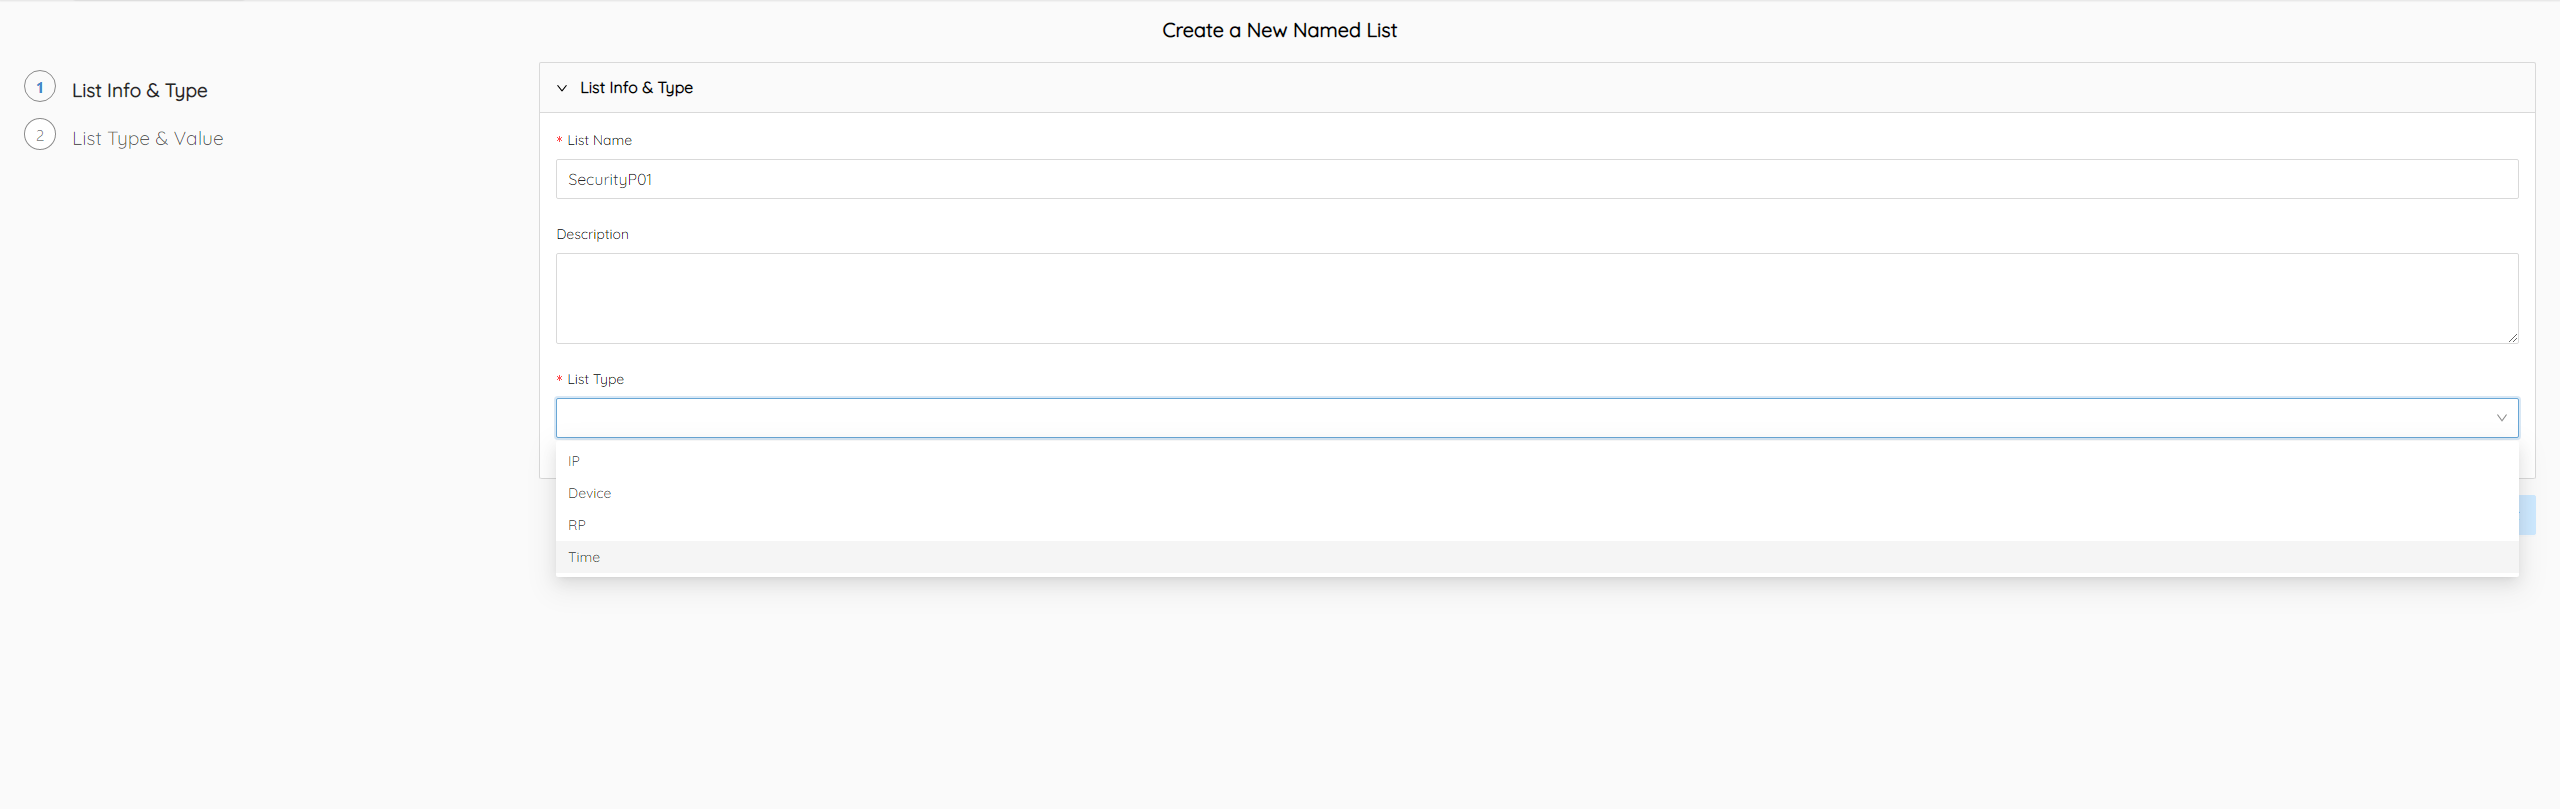 Create a New Named List
1 List Info & Type
2 List Type & Value
List Info & Type
* List Name
SecurityP01
Description
* List Type
IP
Device
RP
Time